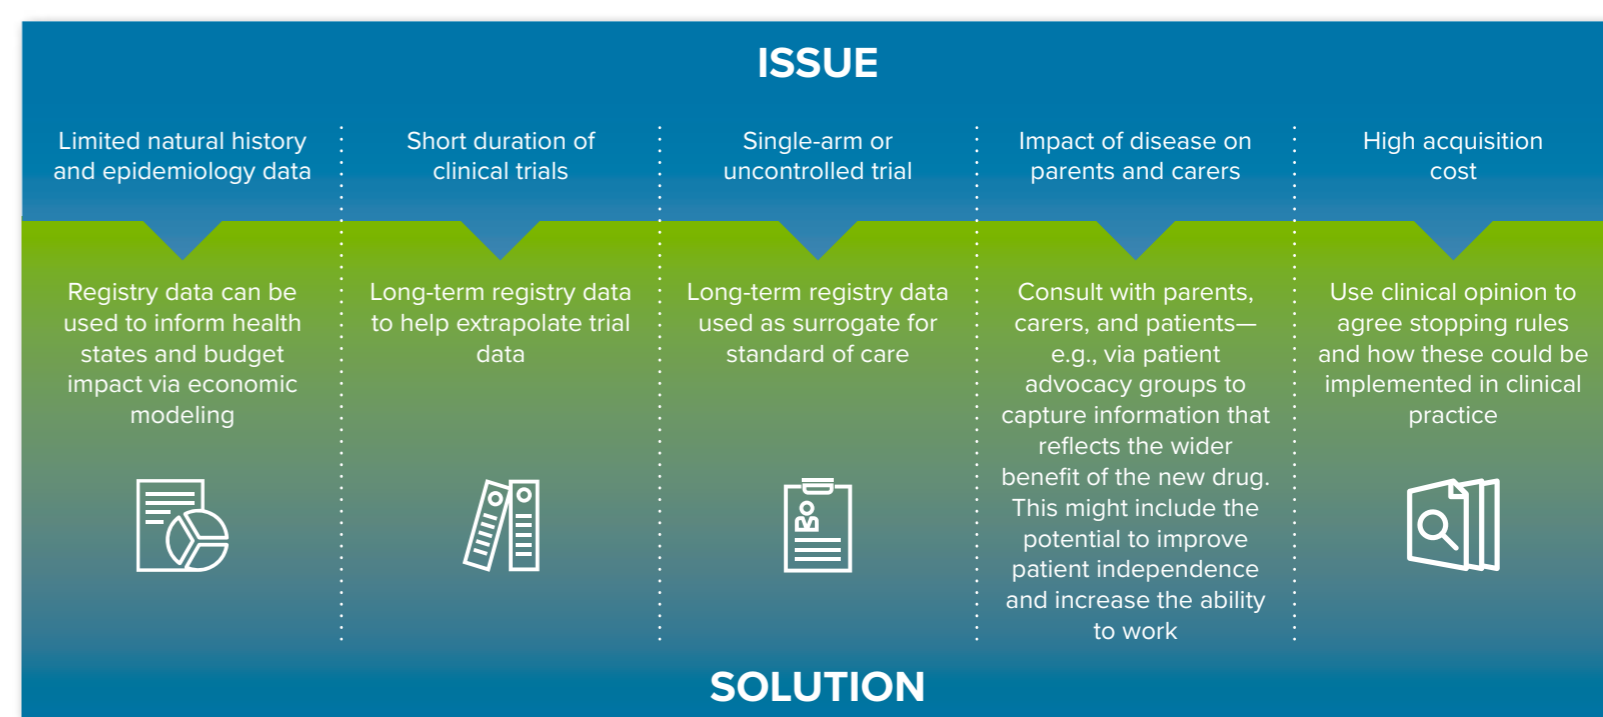 ISSUE
Limited natural history
and epidemiology data
Short duration of
clinical trials
Single-arm or
uncontrolled trial
Impact of disease on
parents and carers
High acquisition
cost
Registry data can be
used to inform health
states and budget
impact via economic
modeling
Long-term registry data
to help extrapolate trial
data
Long-term registry data
used as surrogate for
standard of care
Consult with parents,
carers, and patients—
e.g., via patient
advocacy groups to
capture information that
reflects the wider
benefit of the new drug.
This might include the
potential to improve
patient independence
and increase the ability
to work
Use clinical opinion to
agree stopping rules
and how these could be
implemented in clinical
practice
SOLUTION